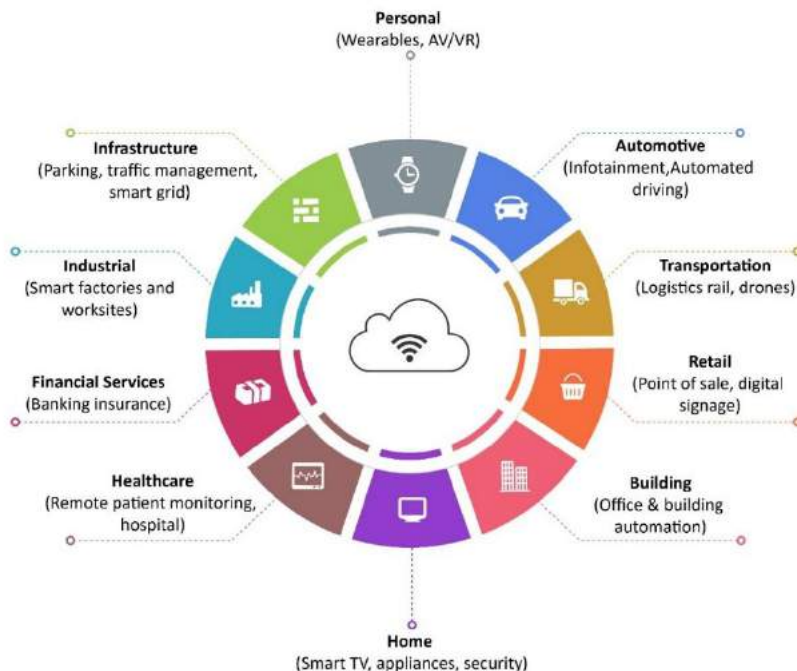 Personal
(Wearables, AV/VR)
Infrastructure
(Parking, traffic management,
smart grid)
Automotive
(Infotainment,Automated
driving)
Industrial
(Smart factories and
worksites)
Transportation
(Logistics rail, drones)
Financial Services
(Banking insurance)
Retail
(Point of sale, digital
signage)
Healthcare
(Remote patient monitoring,
hospital)
Building
(Office & building
automation)
Home
(Smart TV, appliances, security)